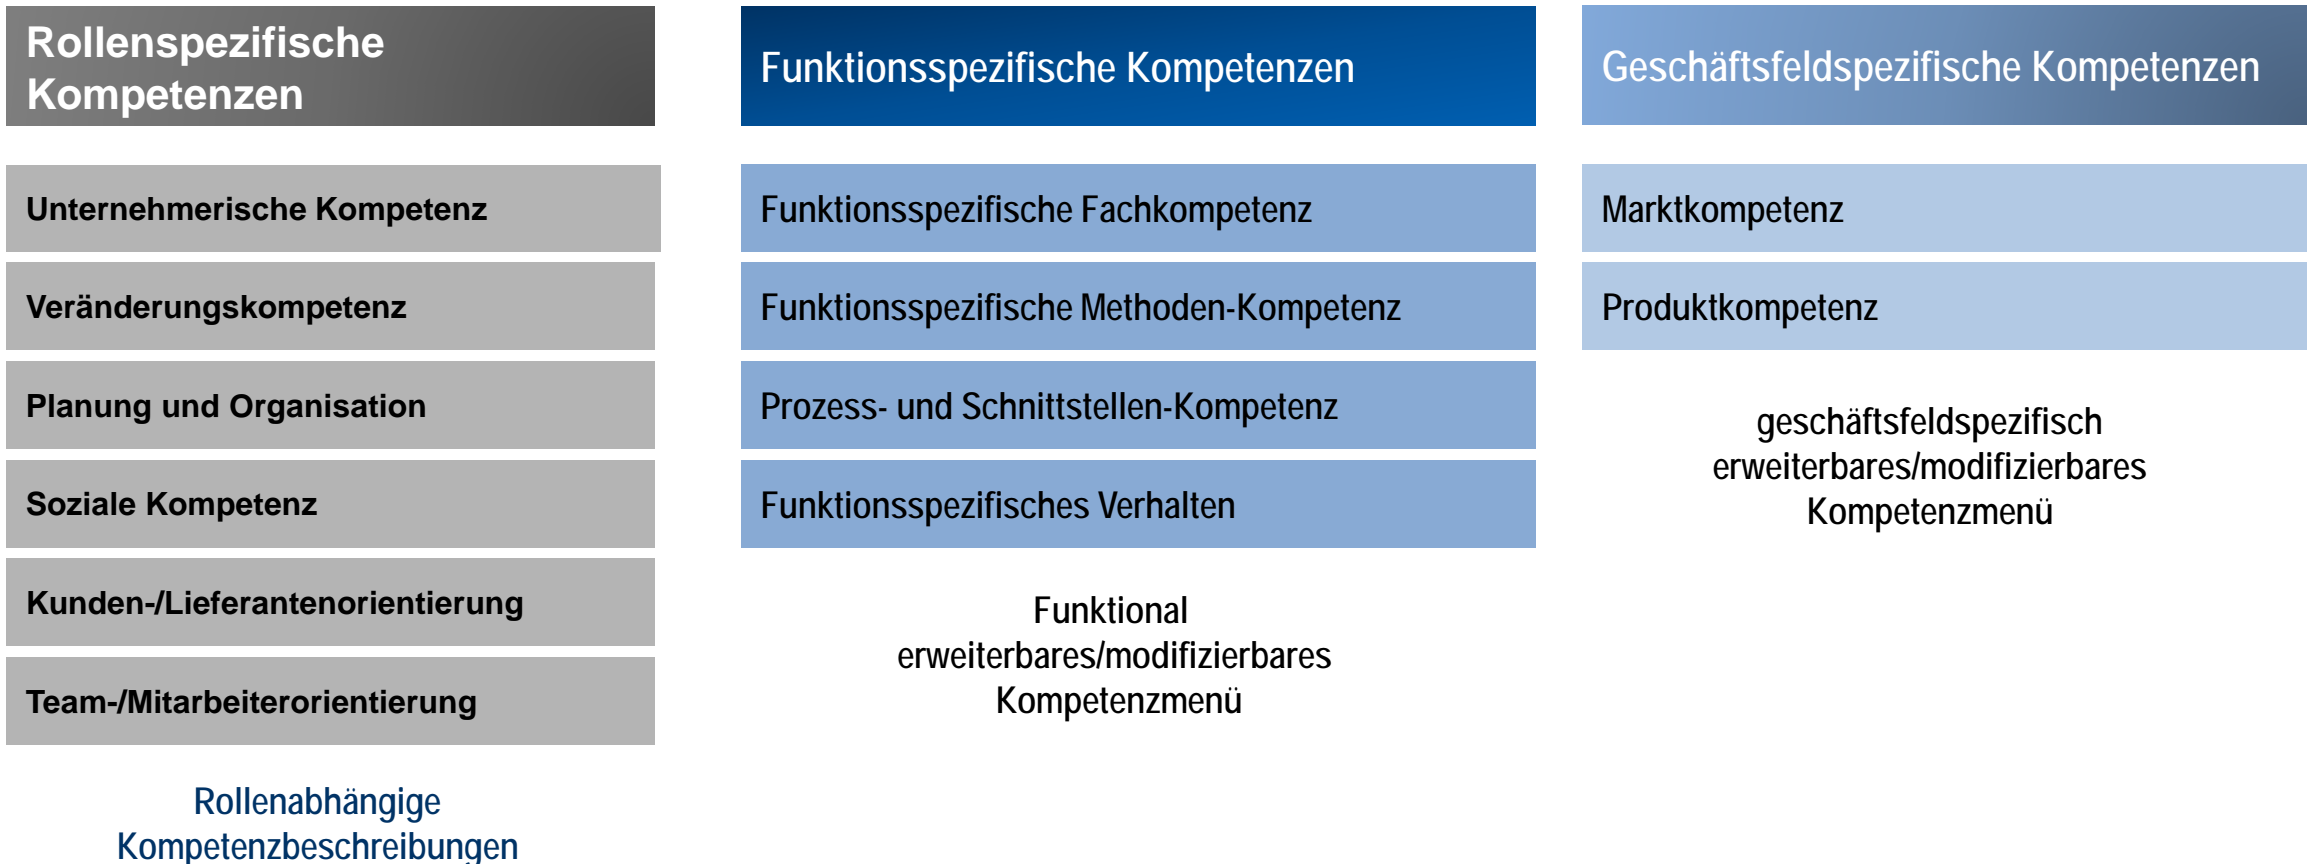 Rollenspezifische
Kompetenzen
Unternehmerische Kompetenz
Veränderungskompetenz
Planung und Organisation
Soziale Kompetenz
Kunden-/Lieferantenorientierung
Team-/Mitarbeiterorientierung
Rollenabhängige
Kompetenzbeschreibungen
Funktionsspezifische Kompetenzen
Funktionsspezifische Fachkompetenz
Funktionsspezifische Methoden-Kompetenz
Prozess- und Schnittstellen-Kompetenz
Funktionsspezifisches Verhalten
Funktional
erweiterbares/modifizierbares
Kompetenzmenü
Geschäftsfeldspezifische Kompetenzen
Marktkompetenz
Produktkompetenz
geschäftsfeldspezifisch
erweiterbares/modifizierbares
Kompetenzmenü